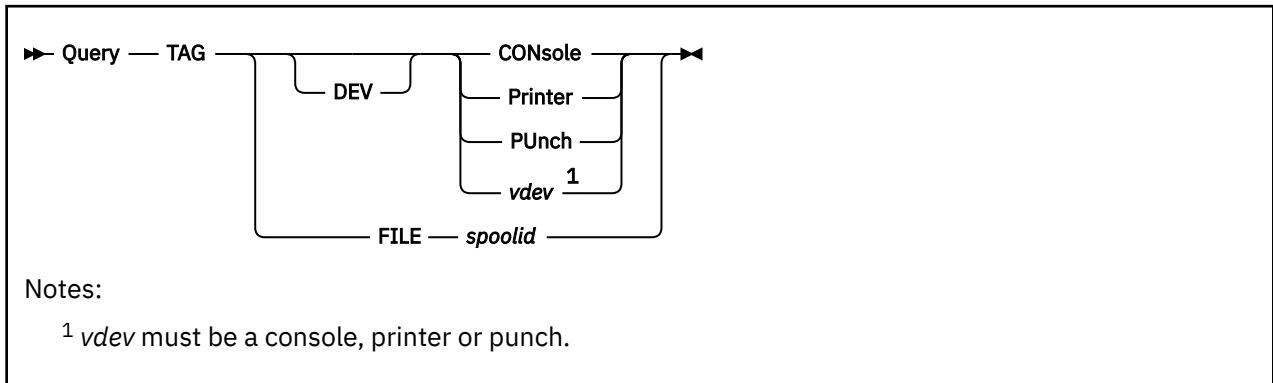 Query TAG CONsole
DEV
Printer
PUnch
vdev 1
FILE spoolid
Notes:
1 vdev must be a console, printer or punch.